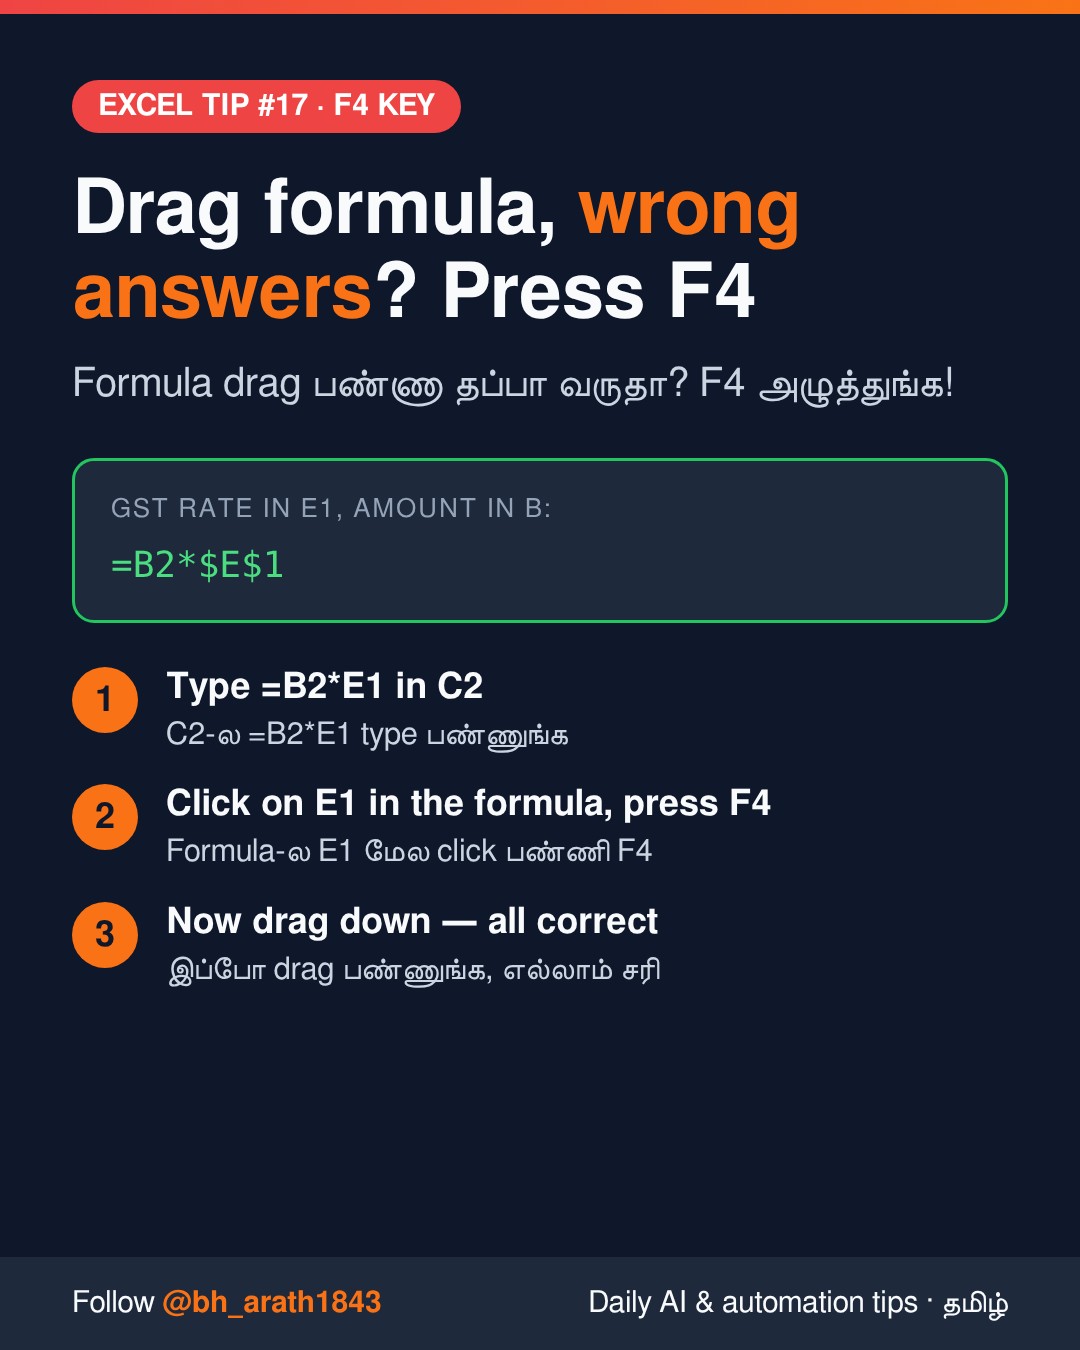 EXCEL TIP #17 · F4 KEY
Drag formula, wrong
answers? Press F4
Formula drag பண்ணா தப்பா வருதா? F4 அழுத்துங்க!
GST RATE IN E1, AMOUNT IN B:
=B2*$E$1
1
Type =B2*E1 in C2
C2-ல =B2*E1 type பண்ணுங்க
2
Click on E1 in the formula, press F4
Formula-ல E1 மேல click பண்ணி F4
3
Now drag down — all correct
இப்போ drag பண்ணுங்க, எல்லாம் சரி
Follow @bh_arath1843
Daily AI & automation tips · தமிழ்